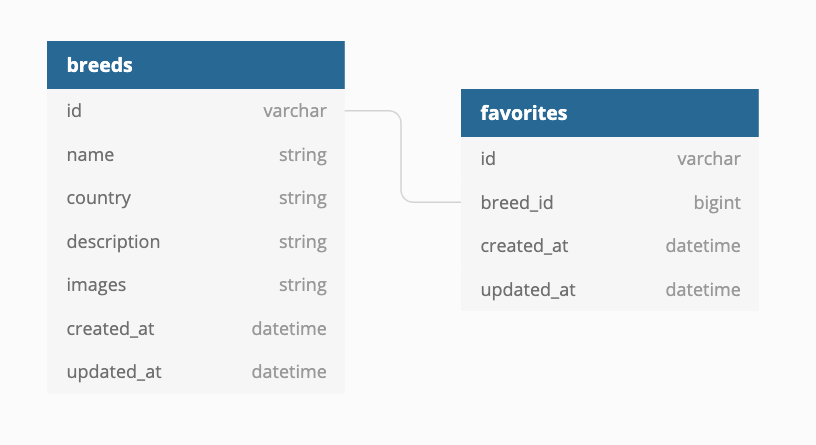 breeds
id varchar
name string
country string
description string
images string
created_at datetime
updated_at datetime
favorites
id varchar
breed_id bigint
created_at datetime
updated_at datetime